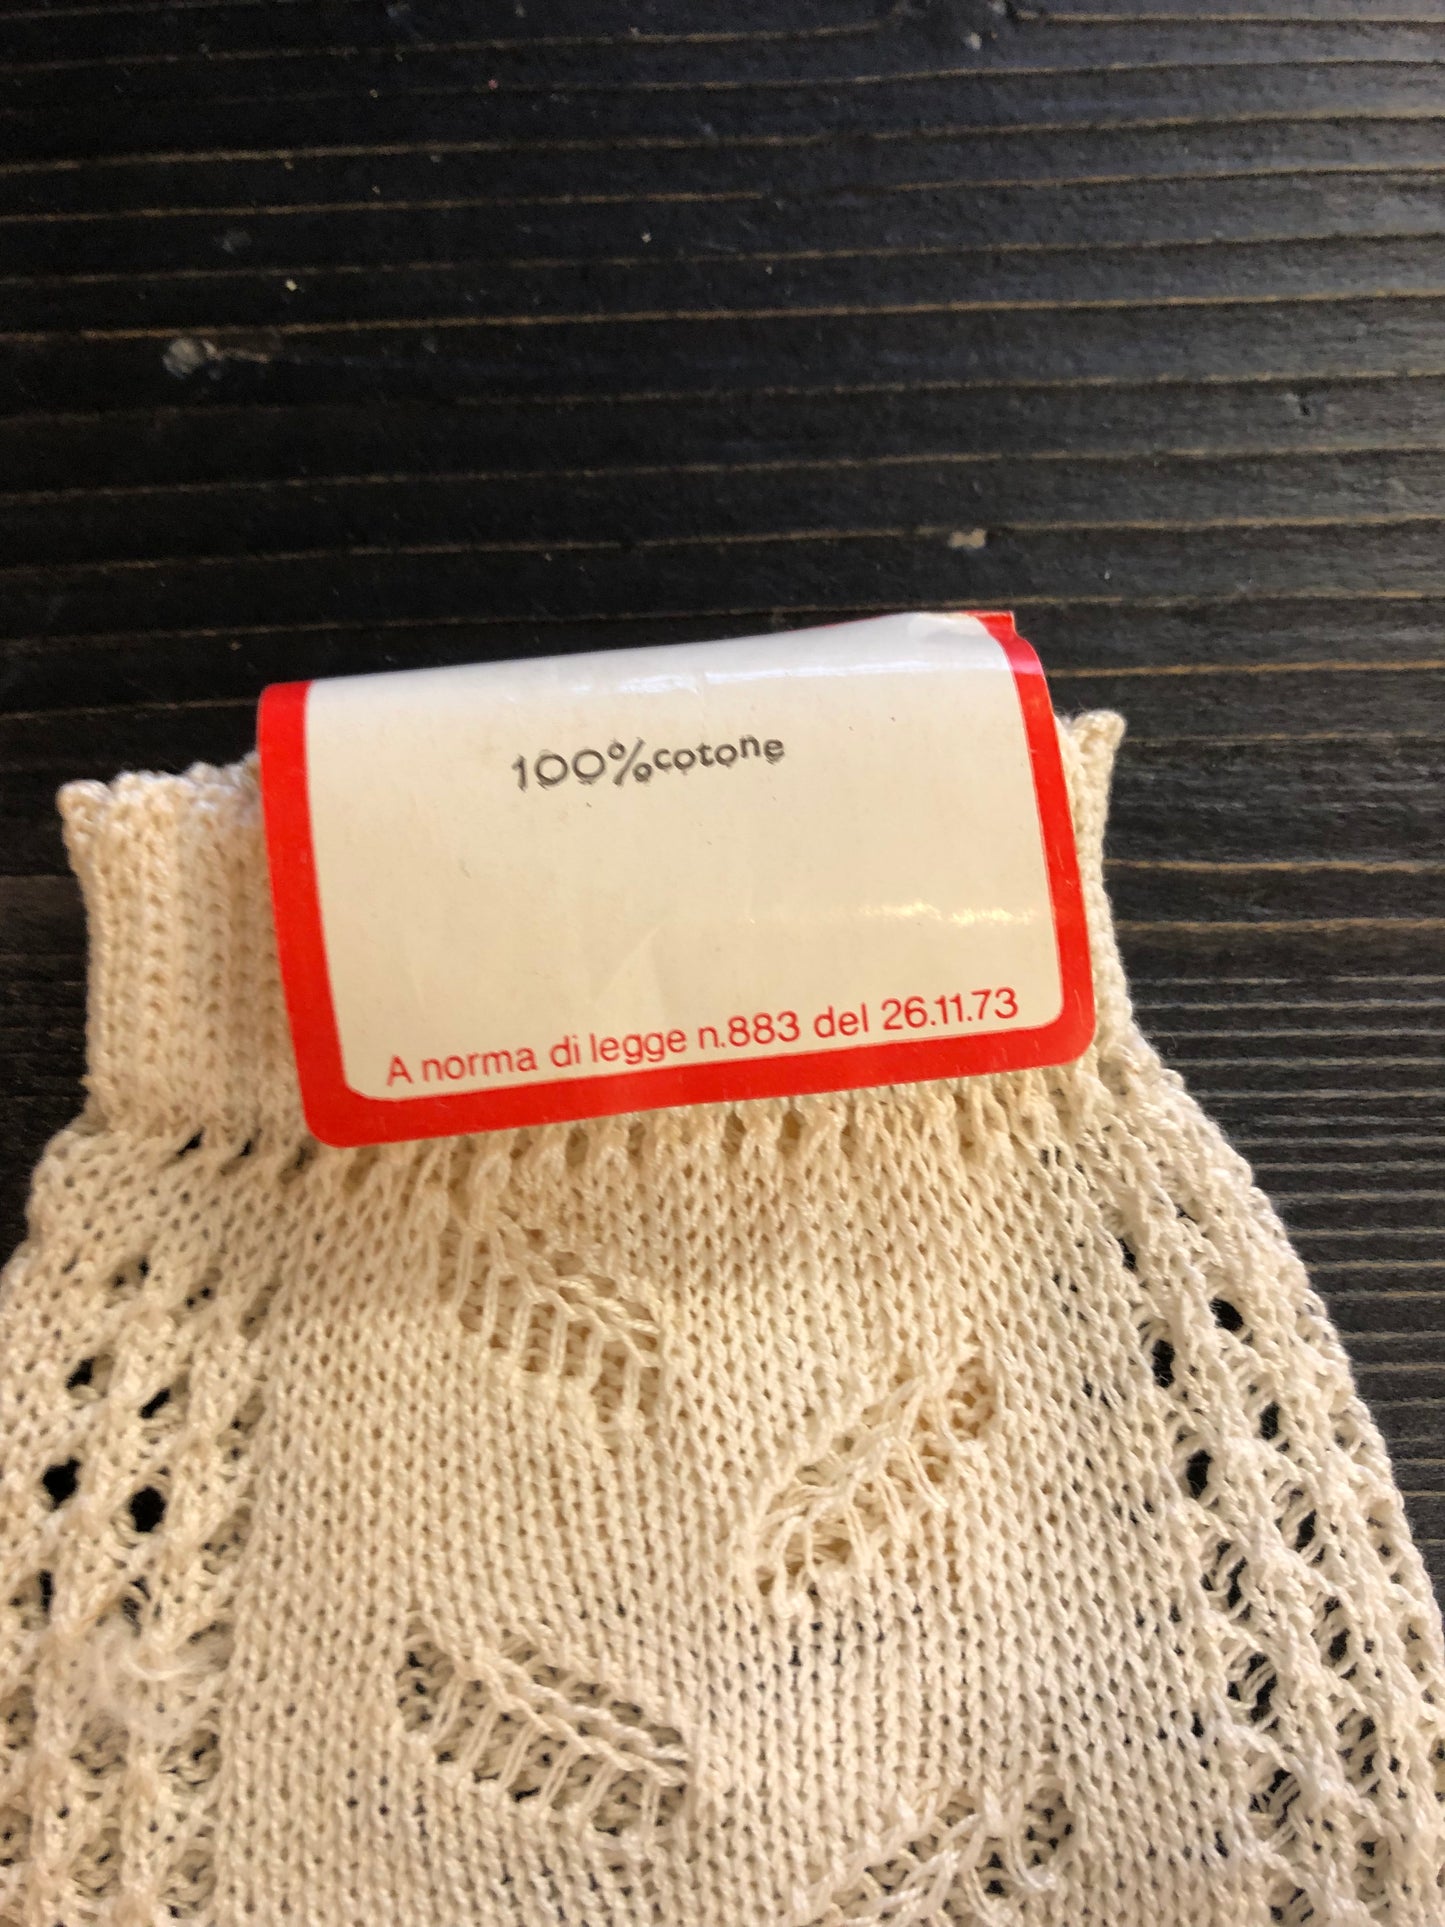 100%cotone
A norma di legge n.883 del 26.11.73